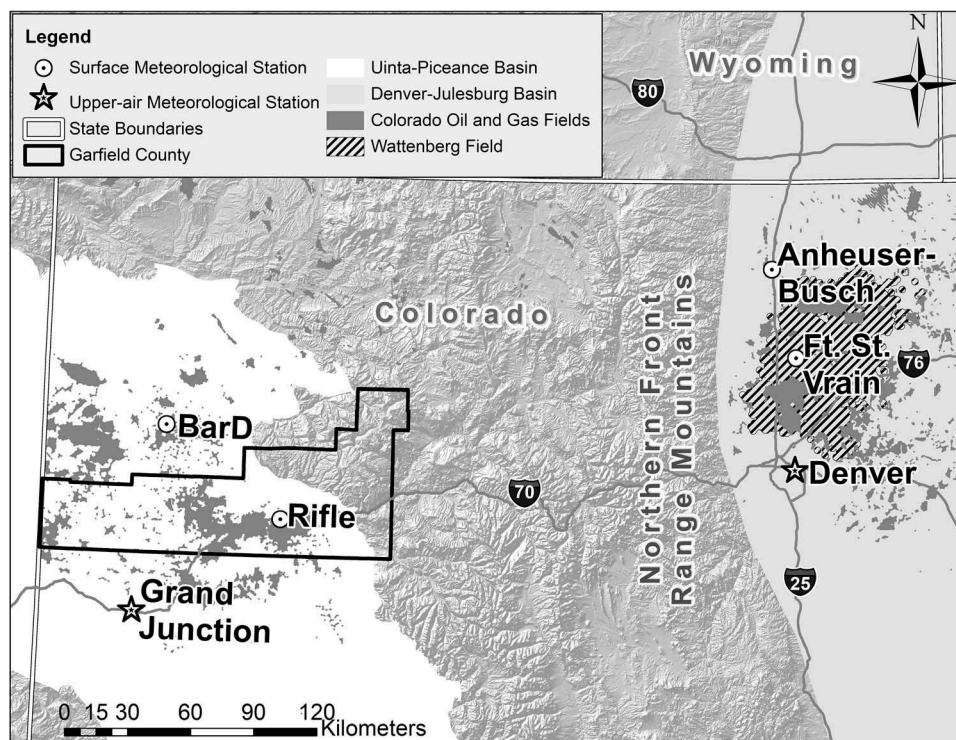 Legend
Surface Meteorological Station
Upper-air Meteorological Station
State Boundaries
Garfield County
Uinta-Piceance Basin
Denver-Julesburg Basin
Colorado Oil and Gas Fields
Wattenberg Field
Wyoming
N
80
Colorado
Northern Front
Range Mountains
Anheuser-
Busch
Ft. St.
Vrain
76
BarD
Denver
70
Rifle
25
Grand
Junction
0 15 30 60 90 120
Kilometers